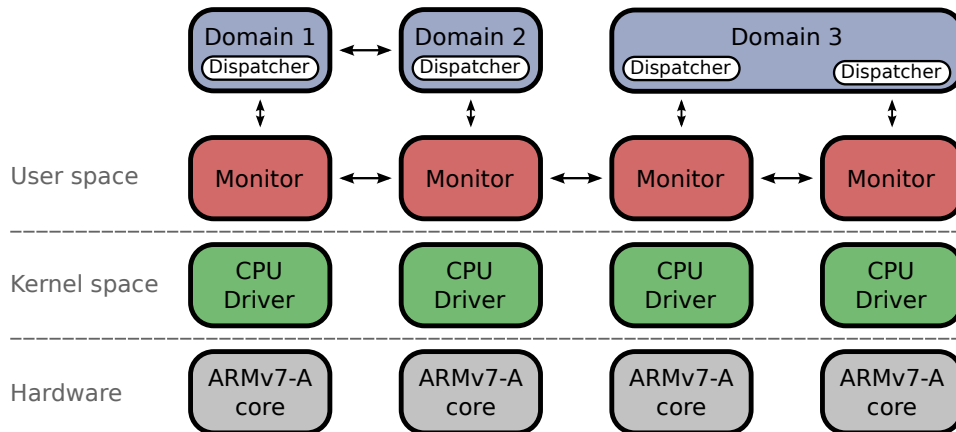 Domain 1
Dispatcher
Domain 2
Dispatcher
Domain 3
Dispatcher
Dispatcher
User space
Monitor
Monitor
Monitor
Monitor
Kernel space
CPU
Driver
CPU
Driver
CPU
Driver
CPU
Driver
Hardware
ARMv7-A
core
ARMv7-A
core
ARMv7-A
core
ARMv7-A
core